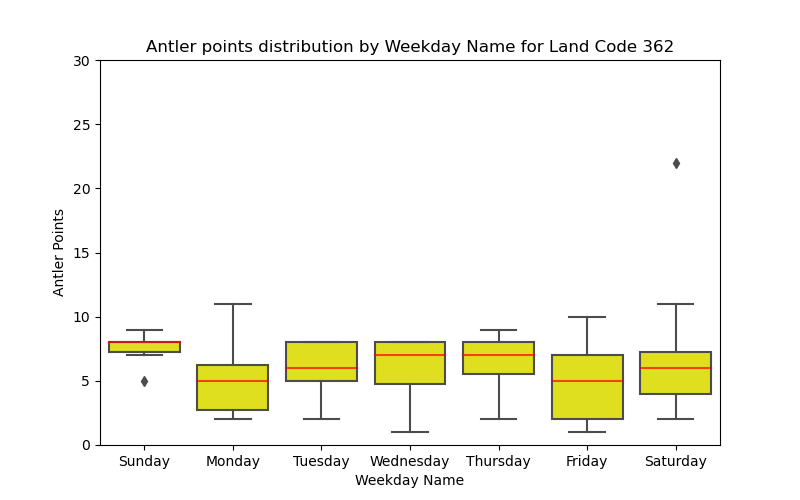 Antler points distribution by Weekday Name for Land Code 362
Antler Points
30
25
20
15
10
5
0
Sunday Monday Tuesday Wednesday Thursday Friday Saturday
Weekday Name